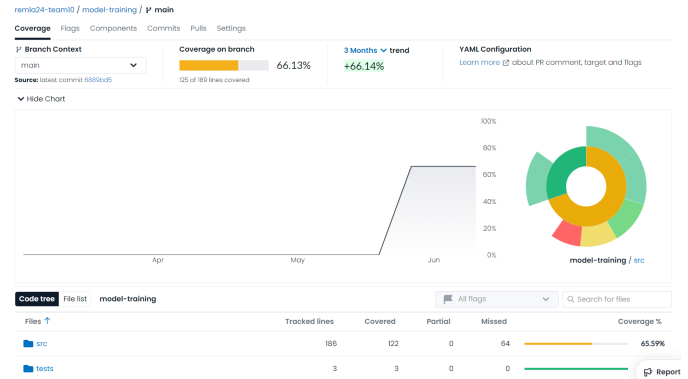 remla24-team10 / model-training / main
Coverage Flags Components Commits Pulls Settings
Branch Context
main
Source: latest commit 6889bd5
Coverage on branch
66.13%
125 of 189 lines covered
3 Months trend
+66.14%
YAML Configuration
Learn more about PR comment, target and flags
Hide Chart
100%
80%
60%
40%
20%
0%
Apr May Jun
model-training / src
Code tree File list model-training
All flags
Search for files
Files Tracked lines Covered Partial Missed Coverage %
src 186 122 0 64 65.59%
tests 3 3 0 0
Report